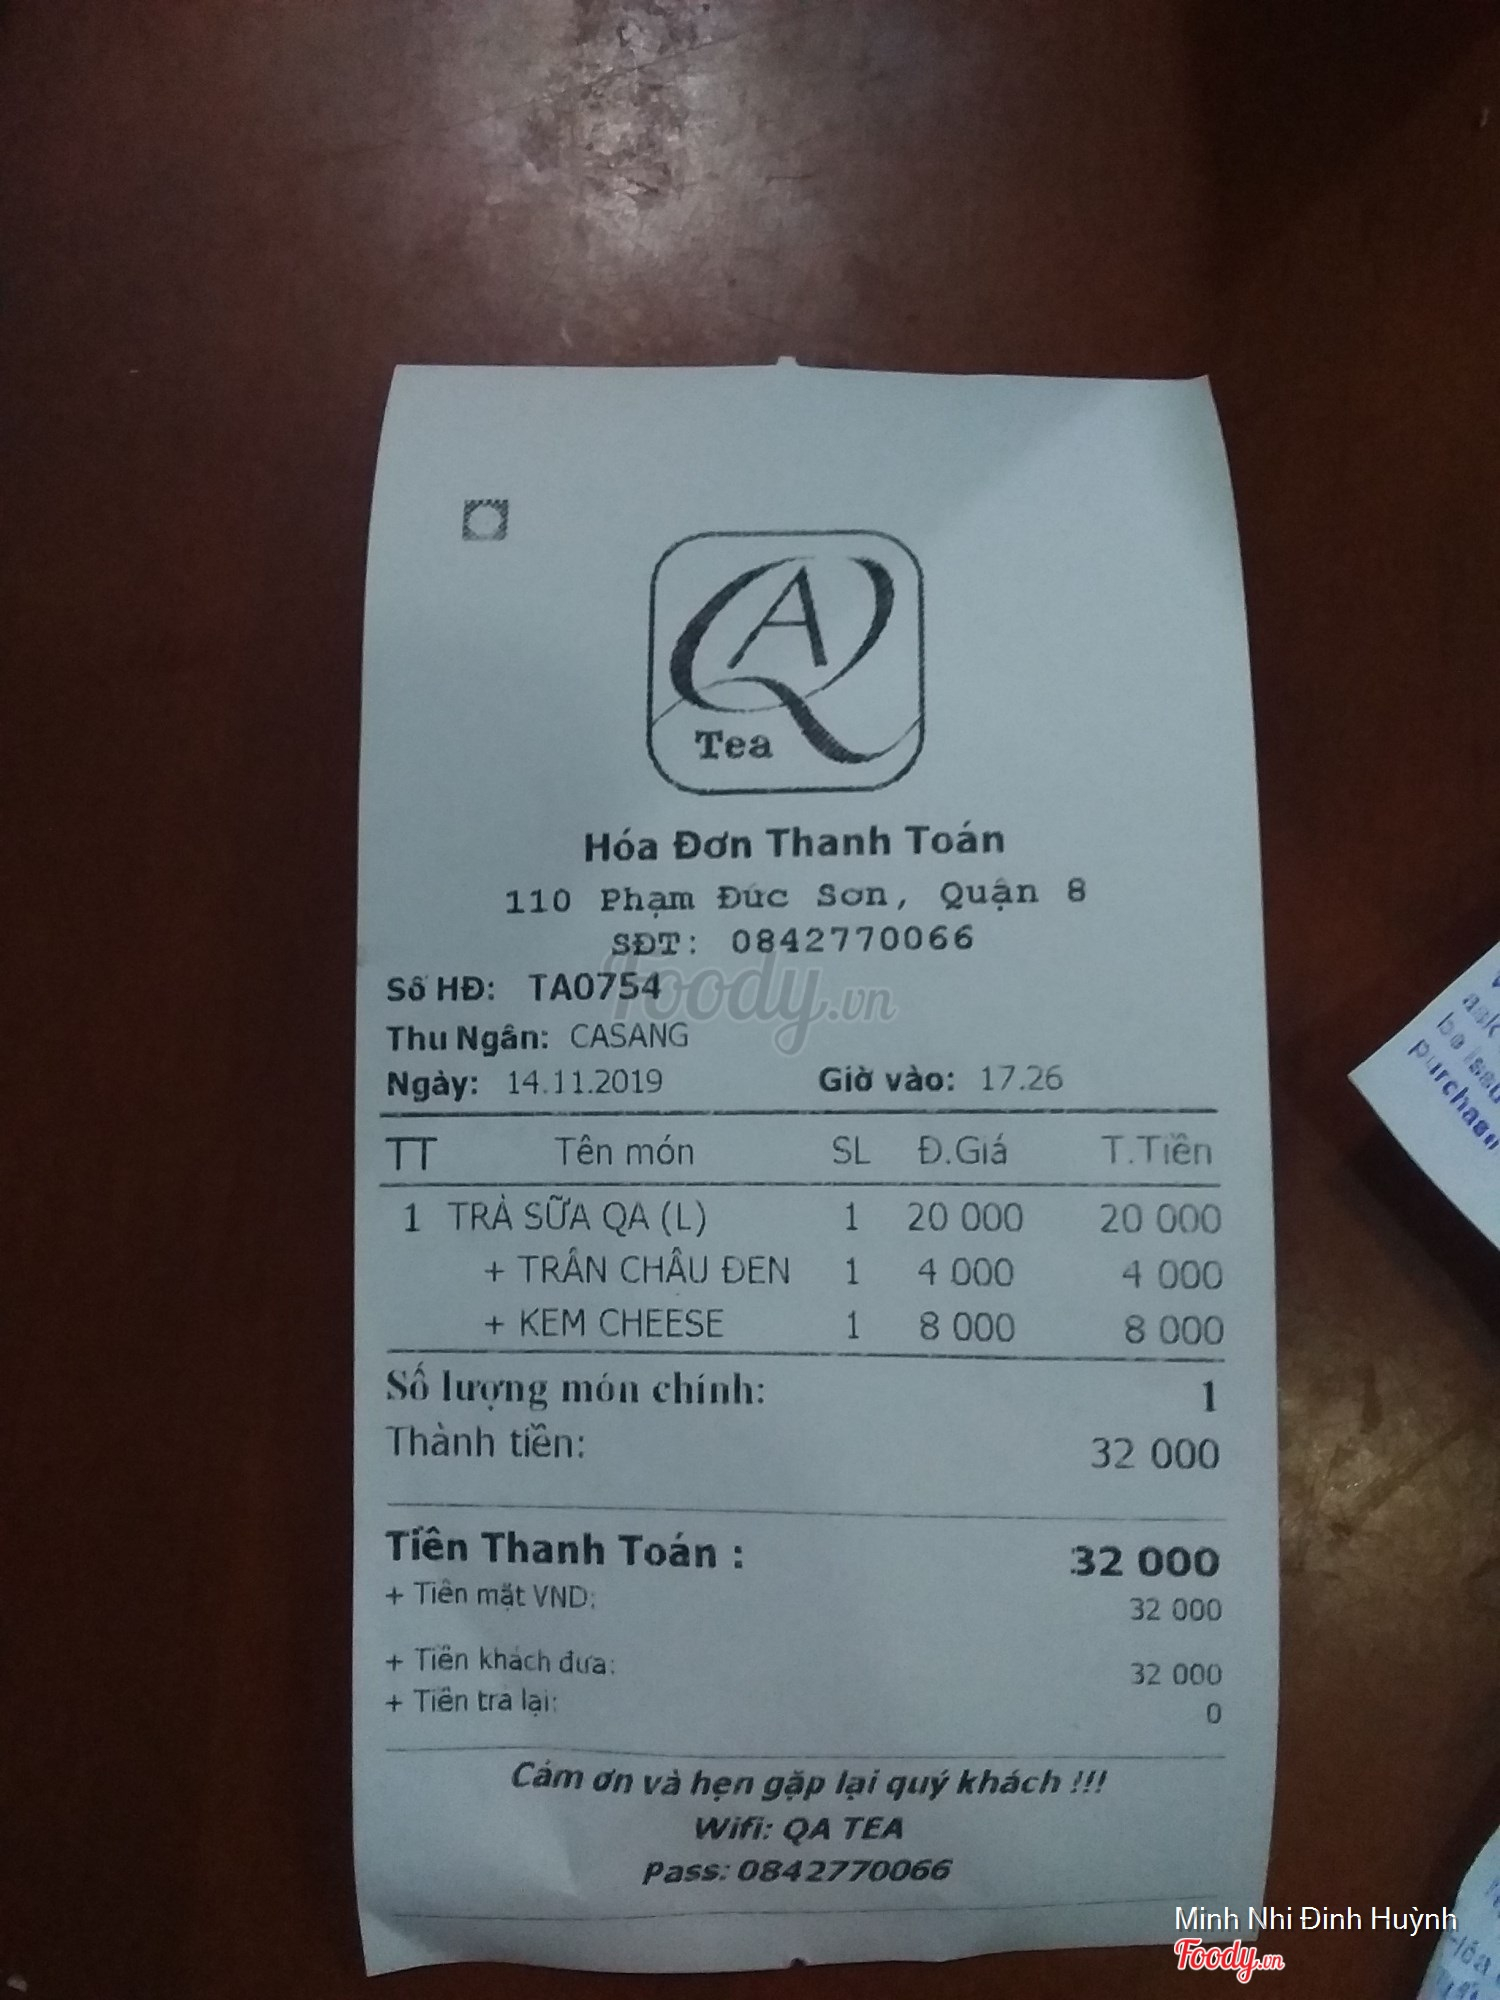 QA
Tea
Hóa Đơn Thanh Toán
110 Phạm Đức Sơn, Quận 8
SĐT: 0842770066
Foody.vn
Số HĐ: TA0754
Thu Ngân: CASANG
Ngày: 14.11.2019 Giờ vào: 17.26
TT Tên món SL Đ.Giá T.Tiền
1 TRÀ SỮA QA (L) 1 20 000 20 000
+ TRÂN CHÂU ĐEN 1 4 000 4 000
+ KEM CHEESE 1 8 000 8 000
Số lượng món chính: 1
Thành tiền: 32 000
Tiền Thanh Toán : 32 000
+ Tiền mặt VND: 32 000
+ Tiền khách đưa: 32 000
+ Tiền trả lại: 0
Cám ơn và hẹn gặp lại quý khách !!!
Wifi: QA TEA
Pass: 0842770066
be issu
purchase
Minh Nhi Đinh Huỳnh
Foody.vn